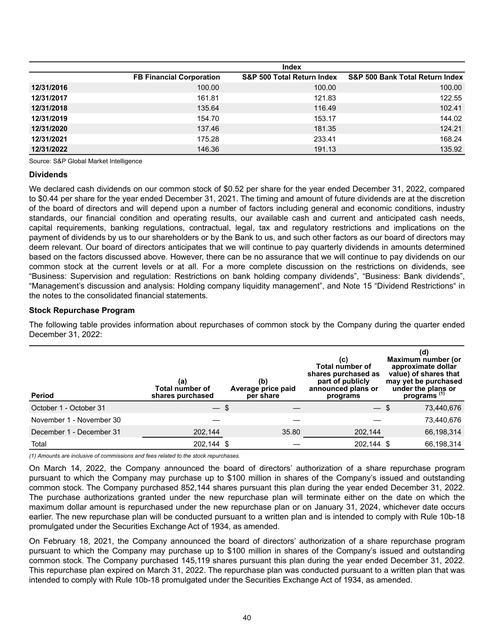 Index
FB Financial Corporation S&P 500 Total Return Index S&P 500 Bank Total Return Index
12/31/2016 100.00 100.00 100.00
12/31/2017 161.81 121.83 122.55
12/31/2018 135.64 116.49 102.41
12/31/2019 154.70 153.17 144.02
12/31/2020 137.46 181.35 124.21
12/31/2021 175.28 233.41 168.24
12/31/2022 146.36 191.13 135.92
Source: S&P Global Market Intelligence
Dividends
We declared cash dividends on our common stock of $0.52 per share for the year ended December 31, 2022, compared
to $0.44 per share for the year ended December 31, 2021. The timing and amount of future dividends are at the discretion
of the board of directors and will depend upon a number of factors including general and economic conditions, industry
standards, our financial condition and operating results, our available cash and current and anticipated cash needs,
capital requirements, banking regulations, contractual, legal, tax and regulatory restrictions and implications on the
payment of dividends by us to our shareholders or by the Bank to us, and such other factors as our board of directors may
deem relevant. Our board of directors anticipates that we will continue to pay quarterly dividends in amounts determined
based on the factors discussed above. However, there can be no assurance that we will continue to pay dividends on our
common stock at the current levels or at all. For a more complete discussion on the restrictions on dividends, see
“Business: Supervision and regulation: Restrictions on bank holding company dividends”, “Business: Bank dividends”,
“Management’s discussion and analysis: Holding company liquidity management”, and Note 15 “Dividend Restrictions“ in
the notes to the consolidated financial statements.
Stock Repurchase Program
The following table provides information about repurchases of common stock by the Company during the quarter ended
December 31, 2022:
(d)
(c) Maximum number (or
Total number of approximate dollar
shares purchased as value) of shares that
(a) (b) part of publicly may yet be purchased
Total number of Average price paid announced plans or under the plans or
Period shares purchased per share programs programs (1)
October 1 - October 31 — $ — — $ 73,440,676
November 1 - November 30 — — — 73,440,676
December 1 - December 31 202,144 35.80 202,144 66,198,314
Total 202,144 $ — 202,144 $ 66,198,314
(1) Amounts are inclusive of commissions and fees related to the stock repurchases.
On March 14, 2022, the Company announced the board of directors’ authorization of a share repurchase program
pursuant to which the Company may purchase up to $100 million in shares of the Company’s issued and outstanding
common stock. The Company purchased 852,144 shares pursuant this plan during the year ended December 31, 2022.
The purchase authorizations granted under the new repurchase plan will terminate either on the date on which the
maximum dollar amount is repurchased under the new repurchase plan or on January 31, 2024, whichever date occurs
earlier. The new repurchase plan will be conducted pursuant to a written plan and is intended to comply with Rule 10b-18
promulgated under the Securities Exchange Act of 1934, as amended.
On February 18, 2021, the Company announced the board of directors’ authorization of a share repurchase program
pursuant to which the Company may purchase up to $100 million in shares of the Company’s issued and outstanding
common stock. The Company purchased 145,119 shares pursuant this plan during the year ended December 31, 2022.
This repurchase plan expired on March 31, 2022. The repurchase plan was conducted pursuant to a written plan that was
intended to comply with Rule 10b-18 promulgated under the Securities Exchange Act of 1934, as amended.
40